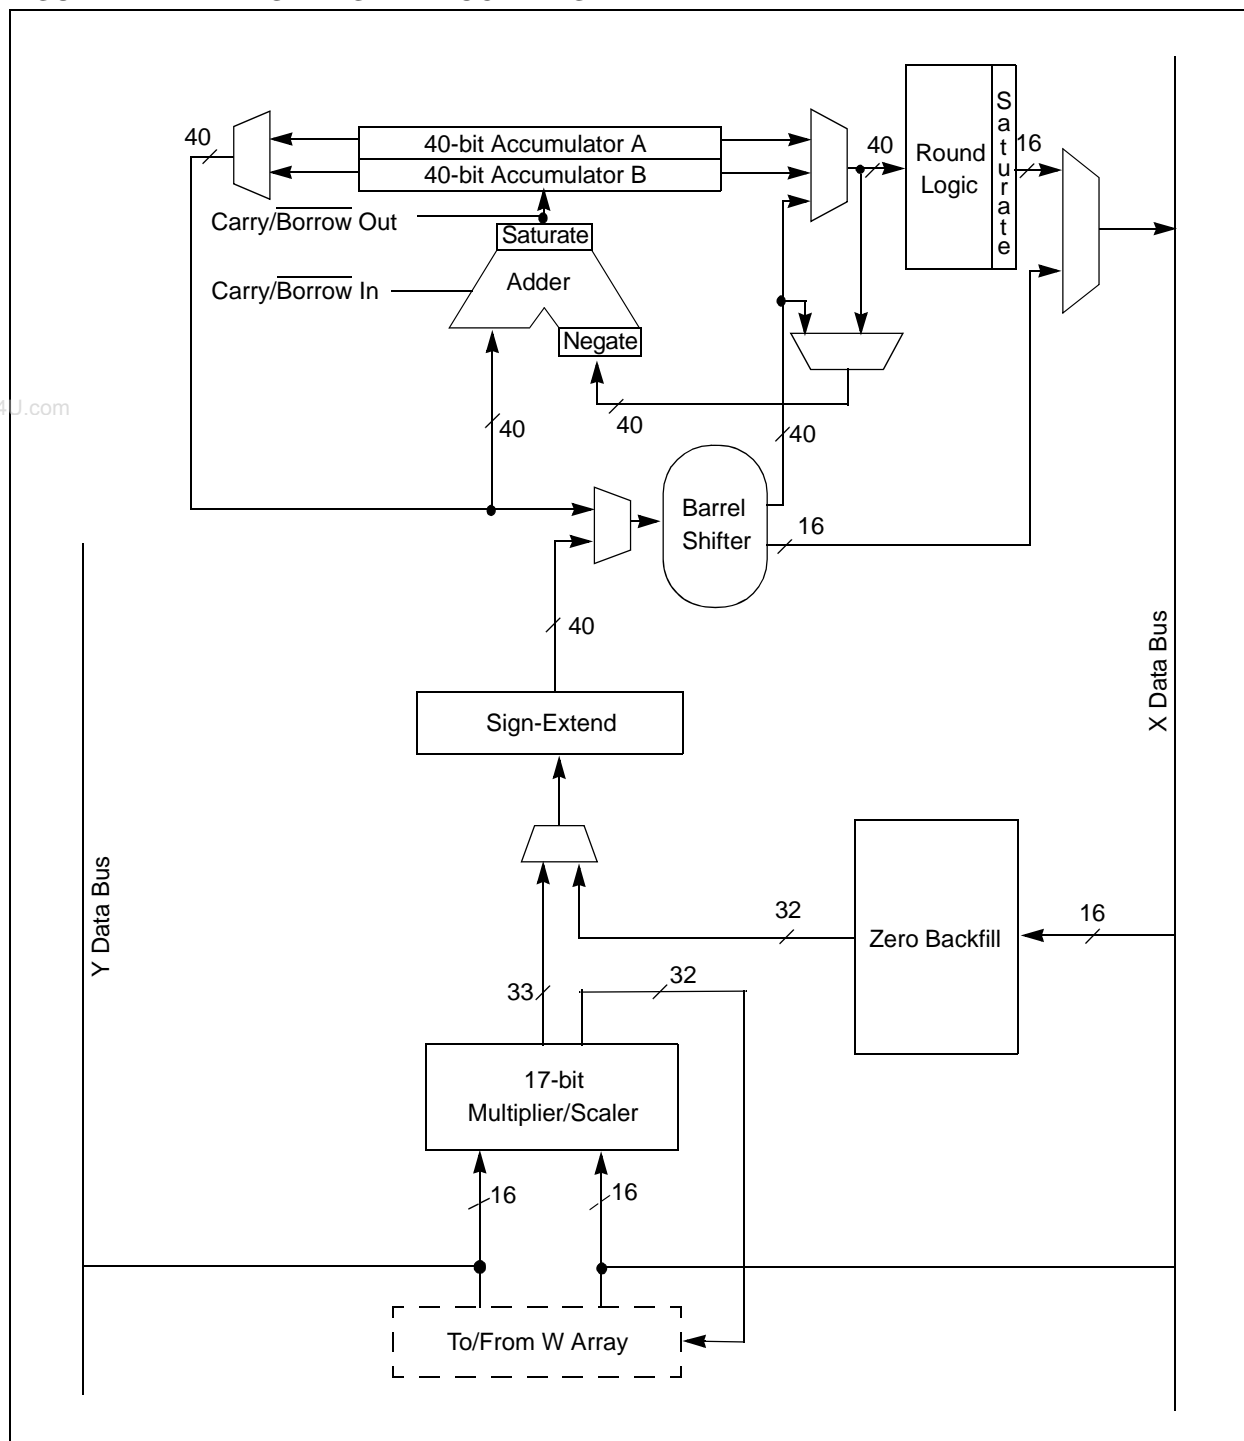 40
40-bit Accumulator A
40-bit Accumulator B
40
Round
Logic
Saturate
16
Carry/Borrow Out
Saturate
Carry/Borrow In
Adder
Negate
4U.com
40
40
40
Barrel
Shifter
16
40
X Data Bus
Sign-Extend
Y Data Bus
32
Zero Backfill
16
33
32
17-bit
Multiplier/Scaler
16
16
To/From W Array